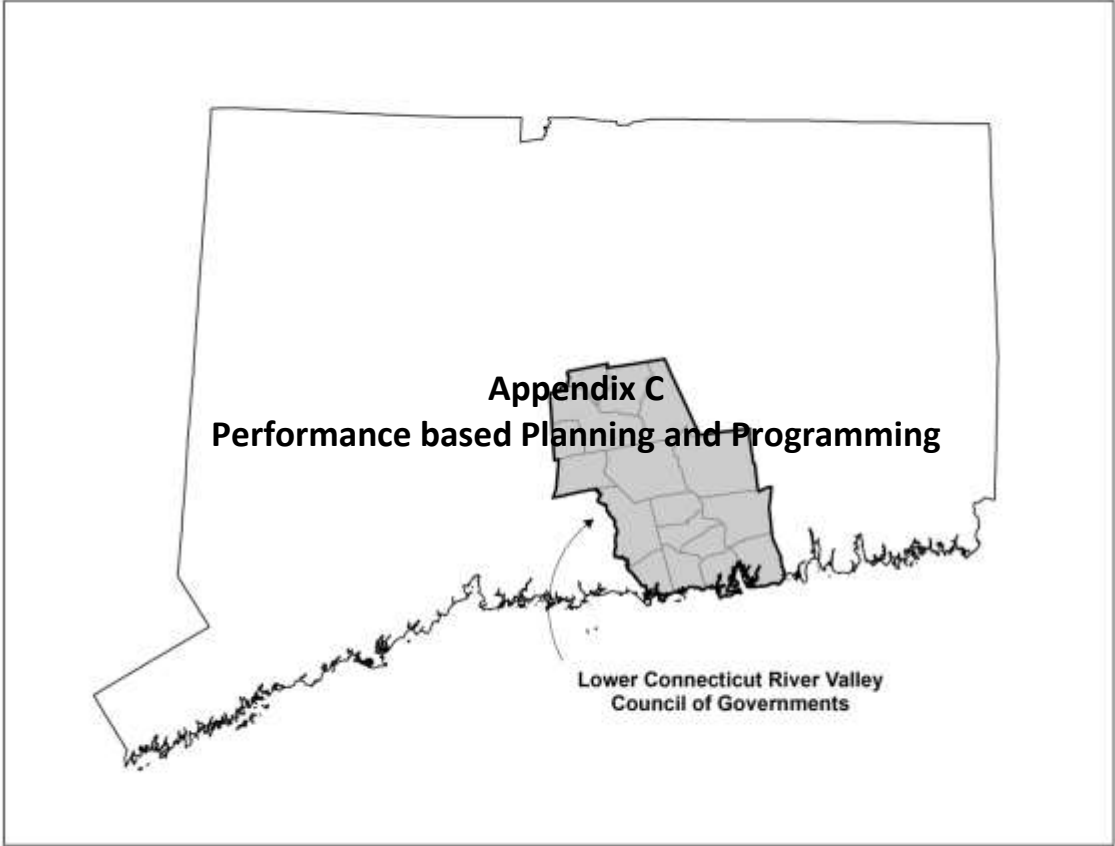 Appendix C
Performance based Planning and Programming
Lower Connecticut River Valley
Council of Governments